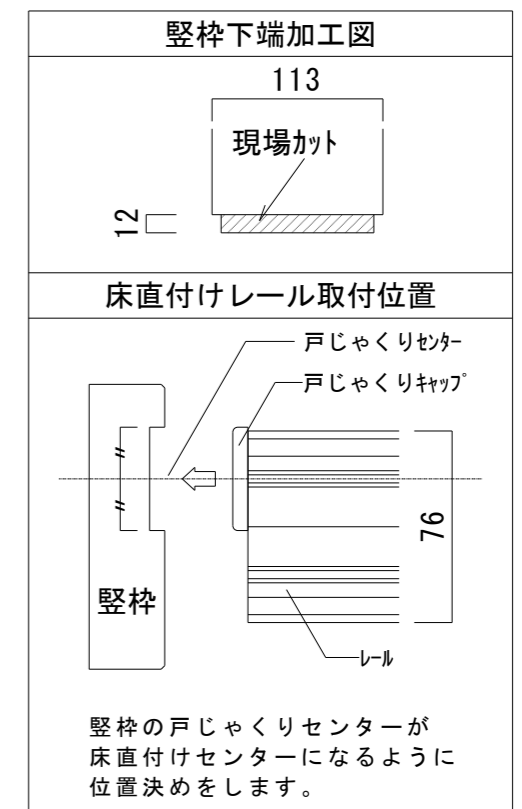 竪枠下端加工図
113
現場ｶｯﾄ
12
床直付けレール取付位置
戸じゃくりｾﾝﾀｰ
戸じゃくりｷｬｯﾌﾟ
76
竪枠
ﾚｰﾙ
竪枠の戸じゃくりセンターが
床直付けセンターになるように
位置決めをします。